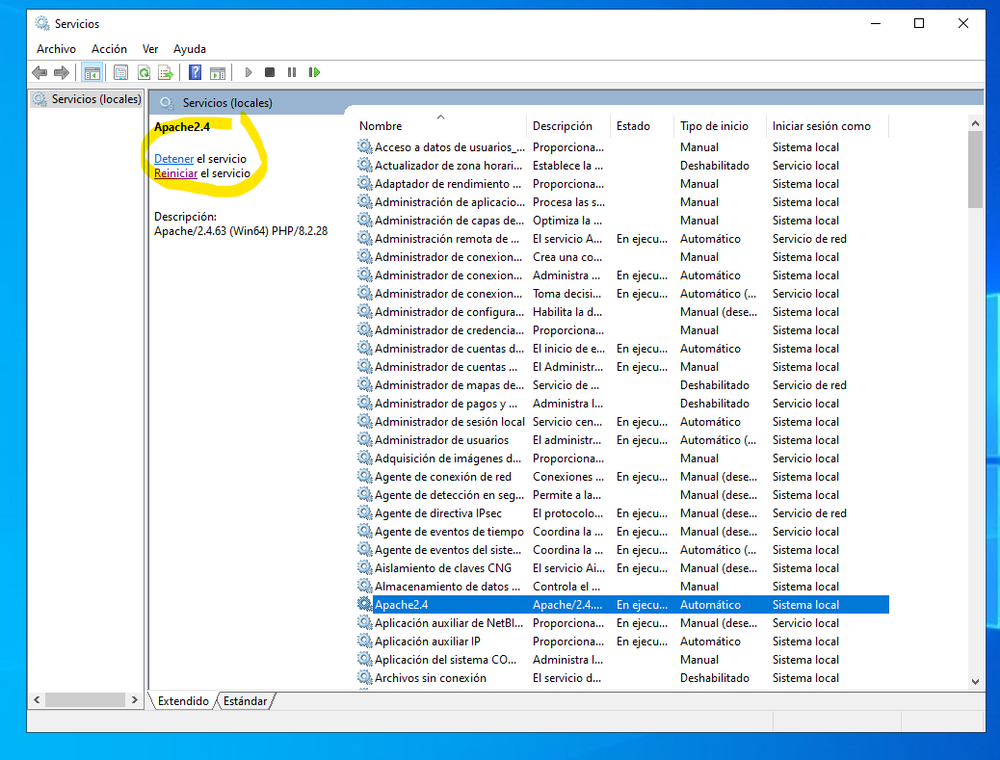 Servicios
Archivo Acción Ver Ayuda
Servicios (locales)
Servicios (locales)
Apache2.4
Detener el servicio
Reiniciar el servicio
Descripción:
Apache/2.4.63 (Win64) PHP/8.2.28
Nombre Descripción Estado Tipo de inicio Iniciar sesión como
Acceso a datos de usuarios_... Proporciona... Manual Sistema local
Actualizador de zona horari... Establece la ... Deshabilitado Servicio local
Adaptador de rendimiento ... Proporciona... Manual Sistema local
Administración de aplicacio... Procesa las s... Manual Sistema local
Administración de capas de... Optimiza la ... Manual Sistema local
Administración remota de ... El servicio A... En ejecu... Automático Servicio de red
Administrador de conexion... Crea una co... Manual Sistema local
Administrador de conexion... Administra ... En ejecu... Automático Sistema local
Administrador de conexion... Toma decisi... En ejecu... Automático (... Servicio local
Administrador de configura... Habilita la d... Manual (dese... Sistema local
Administrador de credencia... Proporciona... Manual Sistema local
Administrador de cuentas d... El inicio de e... En ejecu... Automático Sistema local
Administrador de cuentas ... El Administr... En ejecu... Manual Sistema local
Administrador de mapas de... Servicio de ... Deshabilitado Servicio de red
Administrador de pagos y ... Administra l... Deshabilitado Servicio local
Administrador de sesión local Servicio cen... En ejecu... Automático Sistema local
Administrador de usuarios El administr... En ejecu... Automático (... Sistema local
Adquisición de imágenes d... Proporciona... Manual Servicio local
Agente de conexión de red Conexiones ... En ejecu... Manual (dese... Sistema local
Agente de detección en seg... Permite a la... Manual (dese... Sistema local
Agente de directiva IPsec El protocolo... En ejecu... Manual (dese... Servicio de red
Agente de eventos de tiempo Coordina la ... En ejecu... Manual (dese... Servicio local
Agente de eventos del siste... Coordina la ... En ejecu... Automático (... Sistema local
Aislamiento de claves CNG El servicio Ai... En ejecu... Manual (dese... Sistema local
Almacenamiento de datos ... Controla el ... Manual Sistema local
Apache2.4 Apache/2.4.... En ejecu... Automático Sistema local
Aplicación auxiliar de NetBI... Proporciona... En ejecu... Manual (dese... Servicio local
Aplicación auxiliar IP Proporciona... En ejecu... Automático Sistema local
Aplicación del sistema CO... Administra l... Manual Sistema local
Archivos sin conexión El servicio d... Deshabilitado Sistema local
Extendido Estándar